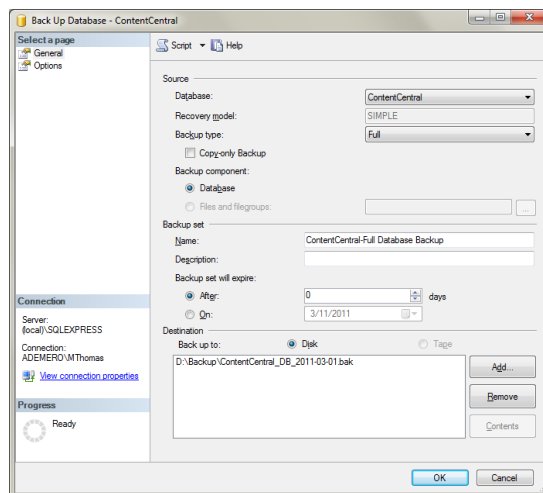 Back Up Database - ContentCentral
Select a page
General
Options
Script
Help
Source
Database:
ContentCentral
Recovery model:
SIMPLE
Backup type:
Full
Copy-only Backup
Backup component:
Database
Files and filegroups:
...
Backup set
Name:
ContentCentral-Full Database Backup
Description:
Backup set will expire:
After:
0
days
On:
3/11/2011
Destination
Back up to:
Disk
Tape
D:\Backup\ContentCentral_DB_2011-03-01.bak
Add...
Remove
Contents
Connection
Server:
(local)\SQLEXPRESS
Connection:
ADEMERO\MThomas
View connection properties
Progress
Ready
OK
Cancel